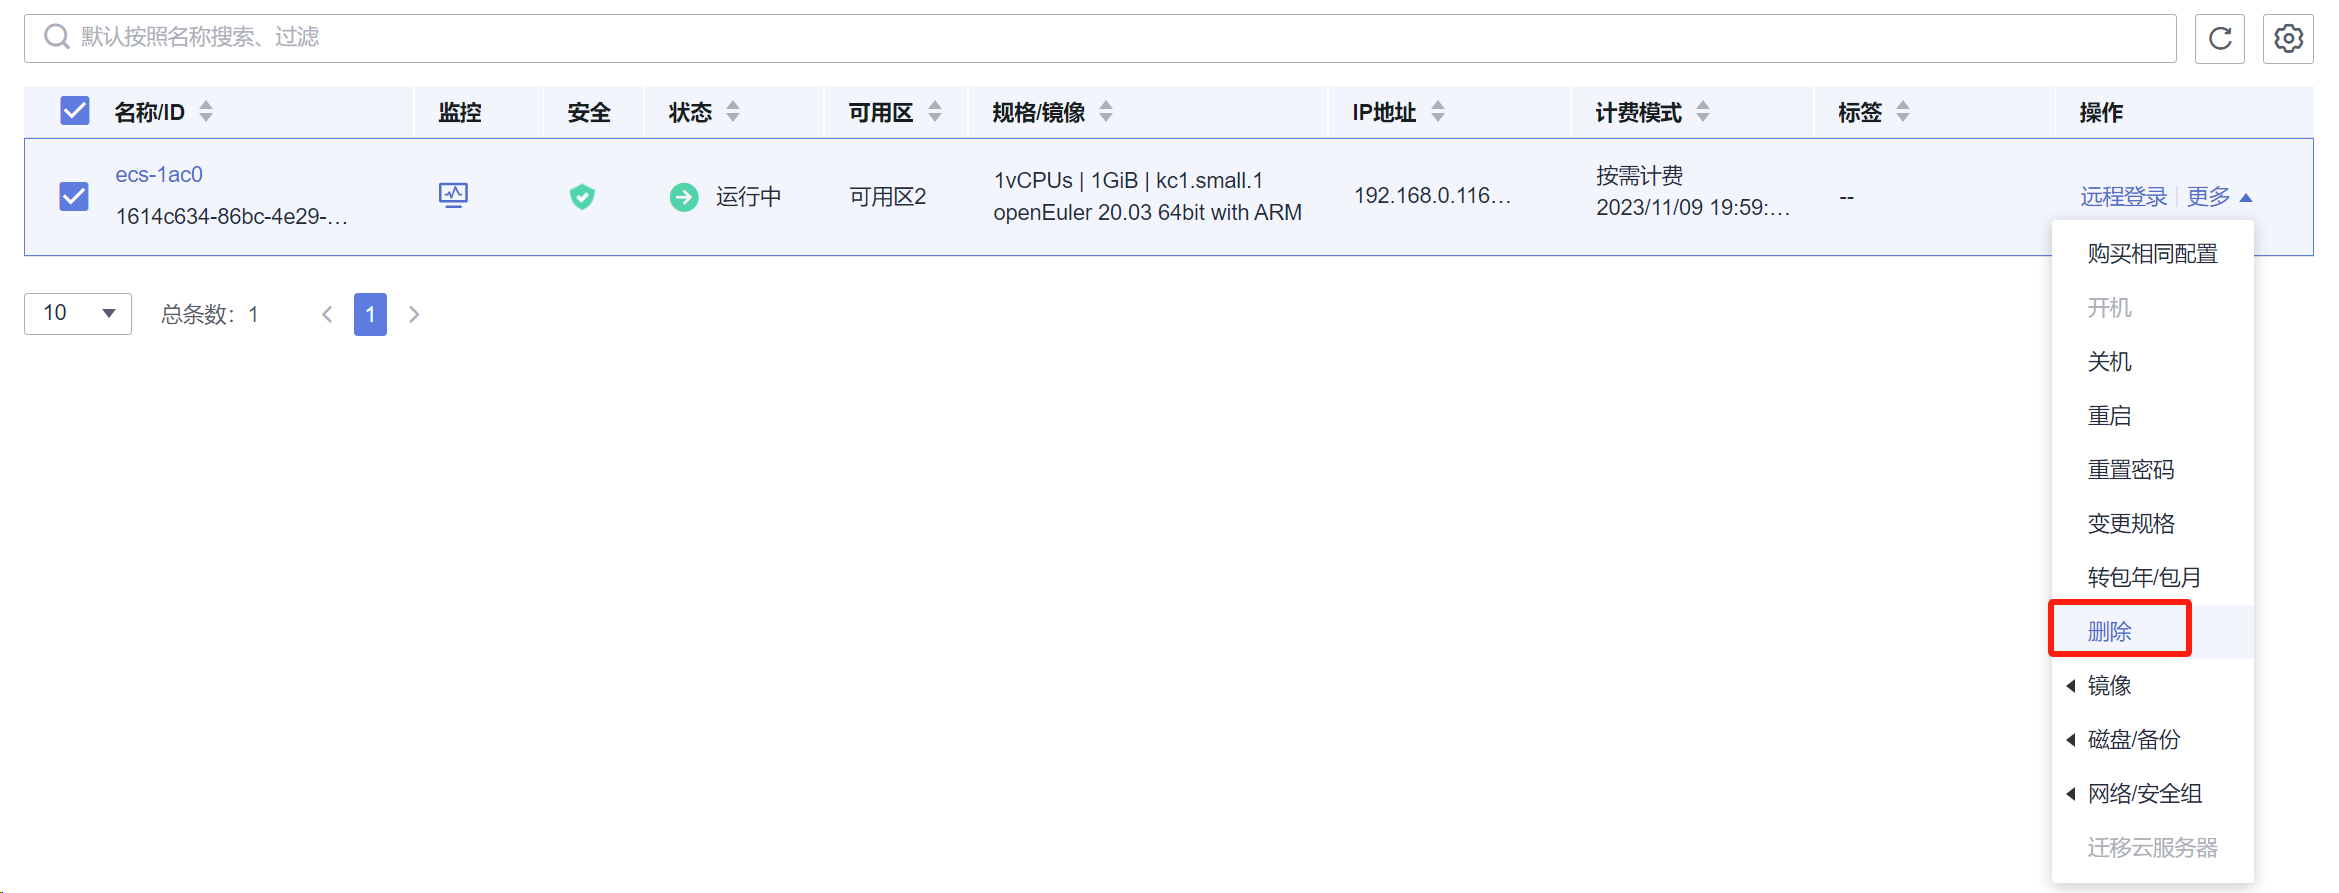 默认按照名称搜索、过滤
名称/ID 监控 安全 状态 可用区 规格/镜像 IP地址 计费模式 标签 操作
ecs-1ac0
1614c634-86bc-4e29-...
运行中
可用区2
1vCPUs | 1GiB | kc1.small.1
openEuler 20.03 64bit with ARM
192.168.0.116...
按需计费
2023/11/09 19:59:...
--
远程登录 更多
购买相同配置
开机
关机
重启
重置密码
变更规格
转包年/包月
删除
镜像
磁盘/备份
网络/安全组
迁移云服务器
10 总条数：1 1